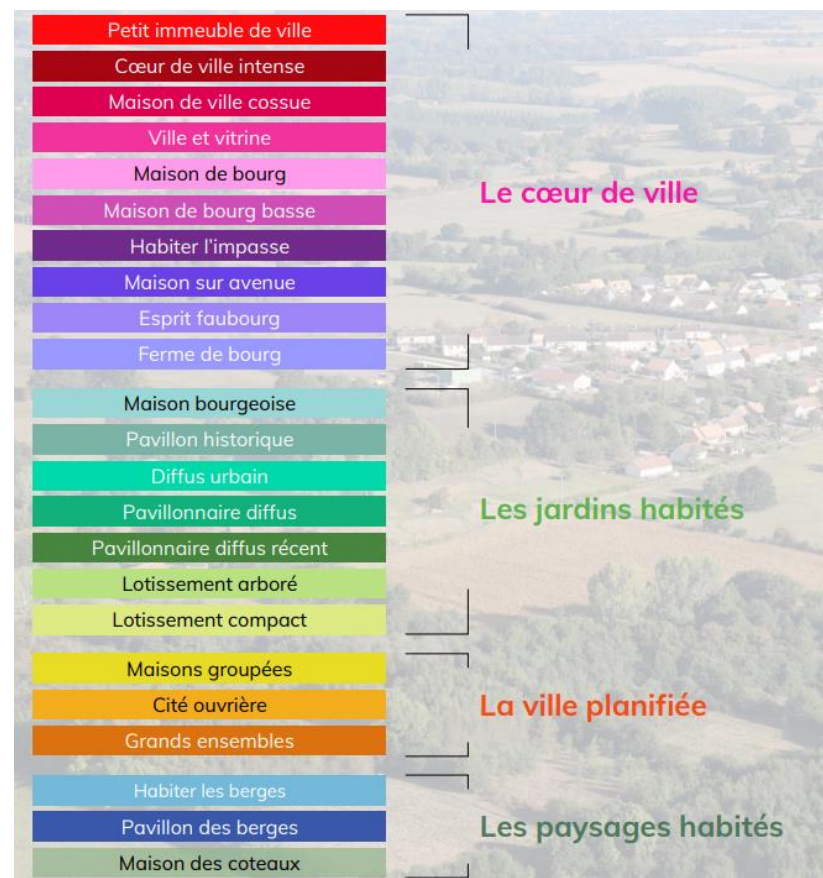 Petit immeuble de ville
Cœur de ville intense
Maison de ville cossue
Ville et vitrine
Maison de bourg
Maison de bourg basse
Habiter l'impasse
Maison sur avenue
Esprit faubourg
Ferme de bourg
Le cœur de ville
Maison bourgeoise
Pavillon historique
Diffus urbain
Pavillonnaire diffus
Pavillonnaire diffus récent
Lotissement arboré
Lotissement compact
Les jardins habités
Maisons groupées
Cité ouvrière
Grands ensembles
La ville planifiée
Habiter les berges
Pavillon des berges
Maison des coteaux
Les paysages habités